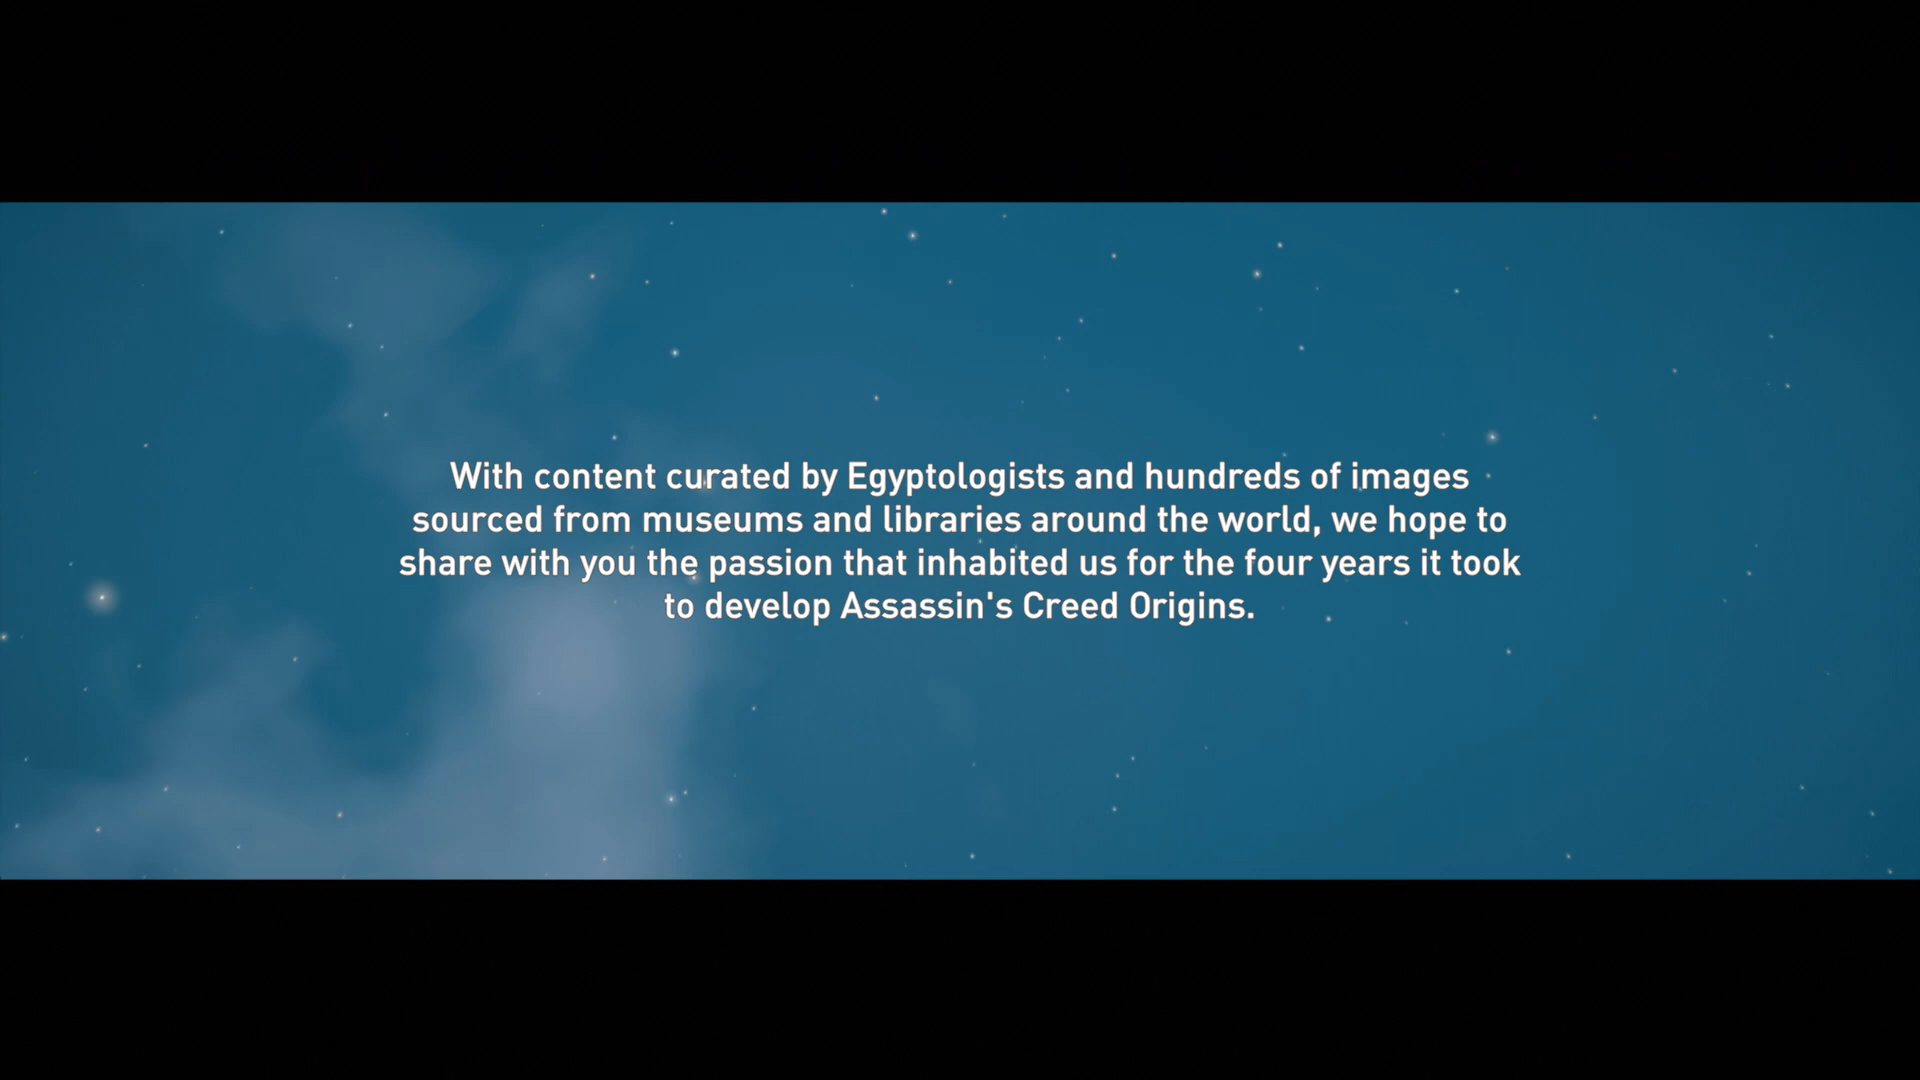 With content curated by Egyptologists and hundreds of images
sourced from museums and libraries around the world, we hope to
share with you the passion that inhabited us for the four years it took
to develop Assassin's Creed Origins.